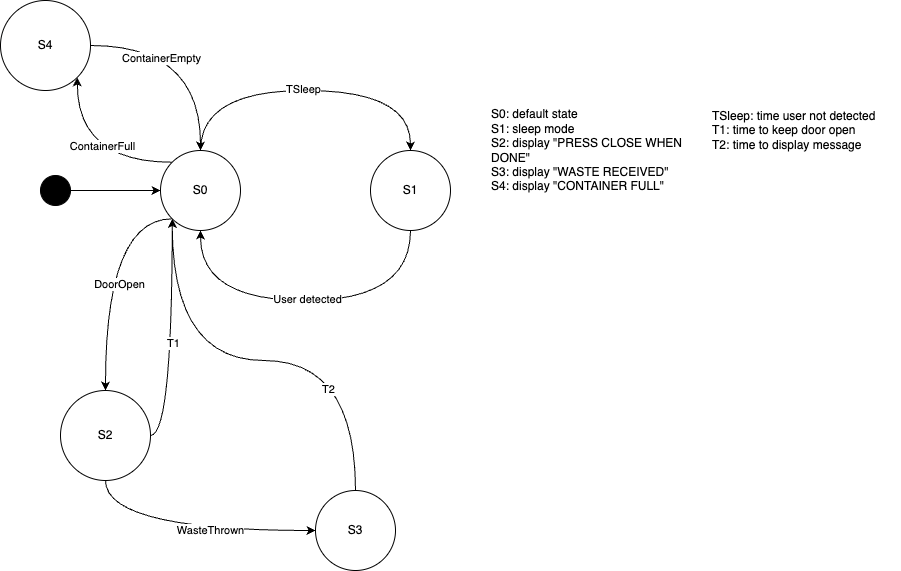 S4
ContainerEmpty
TSleep
ContainerFull
S0
S1
DoorOpen
User detected
T1
T2
S2
WasteThrown
S3
S0: default state
S1: sleep mode
S2: display "PRESS CLOSE WHEN
DONE"
S3: display "WASTE RECEIVED"
S4: display "CONTAINER FULL"
TSleep: time user not detected
T1: time to keep door open
T2: time to display message